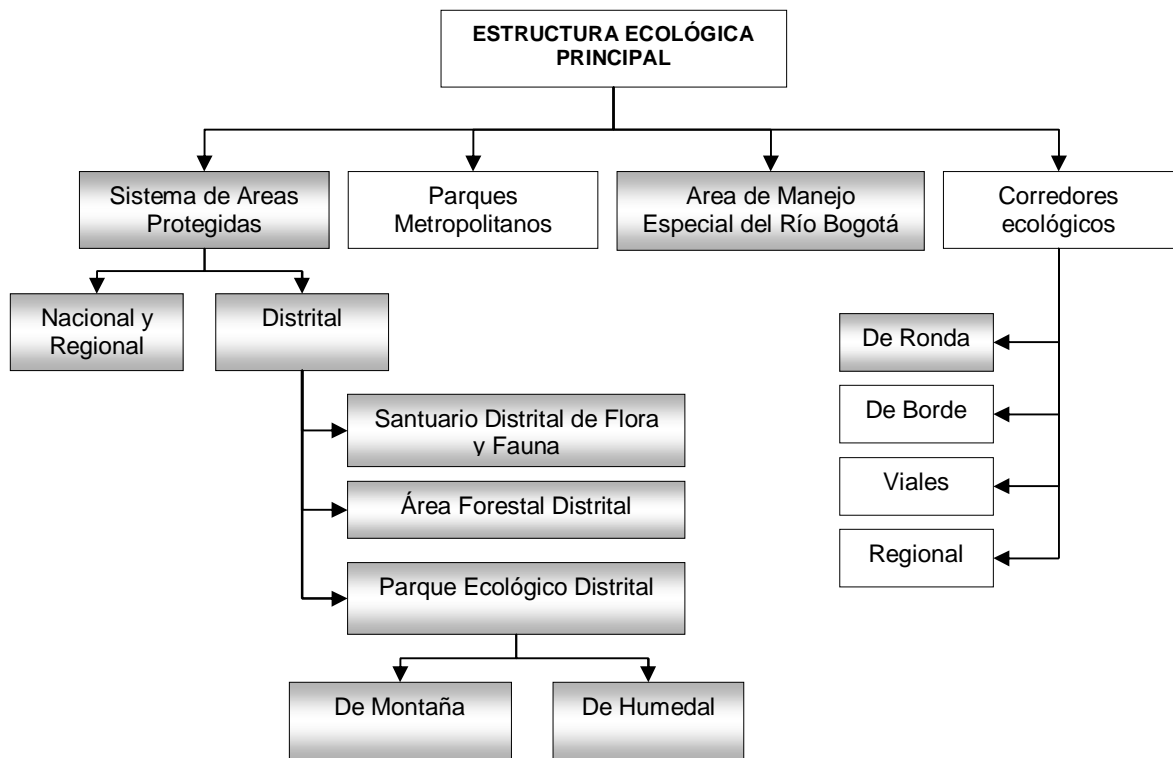 ESTRUCTURA ECOLÓGICA
PRINCIPAL
Sistema de Areas
Protegidas
Parques
Metropolitanos
Area de Manejo
Especial del Río Bogotá
Corredores
ecológicos
Nacional y
Regional
Distrital
De Ronda
De Borde
Viales
Regional
Santuario Distrital de Flora
y Fauna
Área Forestal Distrital
Parque Ecológico Distrital
De Montaña
De Humedal